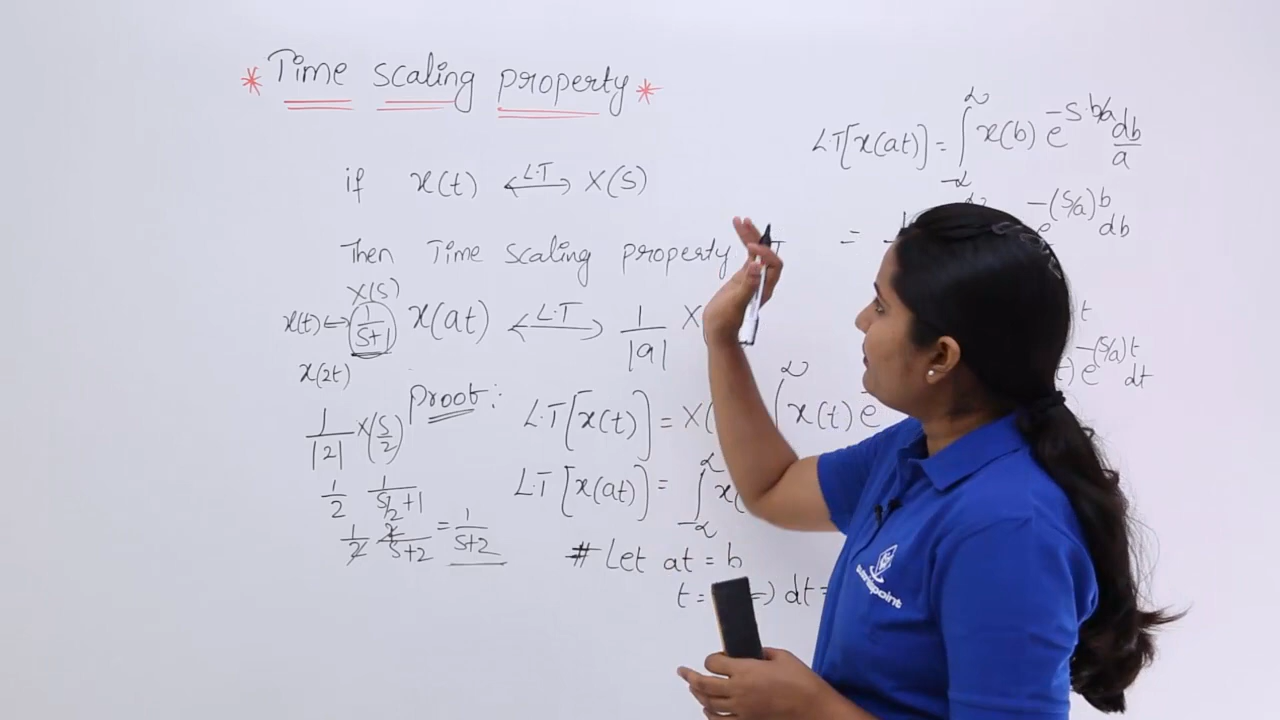 * Time scaling property *
if x(t) <-L.T-> X(S)
Then Time scaling property
x(at) <-L.T-> 1/|a| X(
X(S)
x(t) <-> 1/S+1
x(2t)
1/|2| X(S/2)
1/2 1/S/2+1
1/2 2/S+2 = 1/S+2
Proof:
L.T[x(t)] = X( ∫ x(t) e^-
L.T[x(at)] = ∫_-∞^∞ x(
# Let at = b
t= => dt=
L.T[x(at)] = ∫_-∞^∞ x(b) e^-S b/a db/a
= e^-(S/a)b db
t
) e^-(S/a)t dt
tutorialspoint